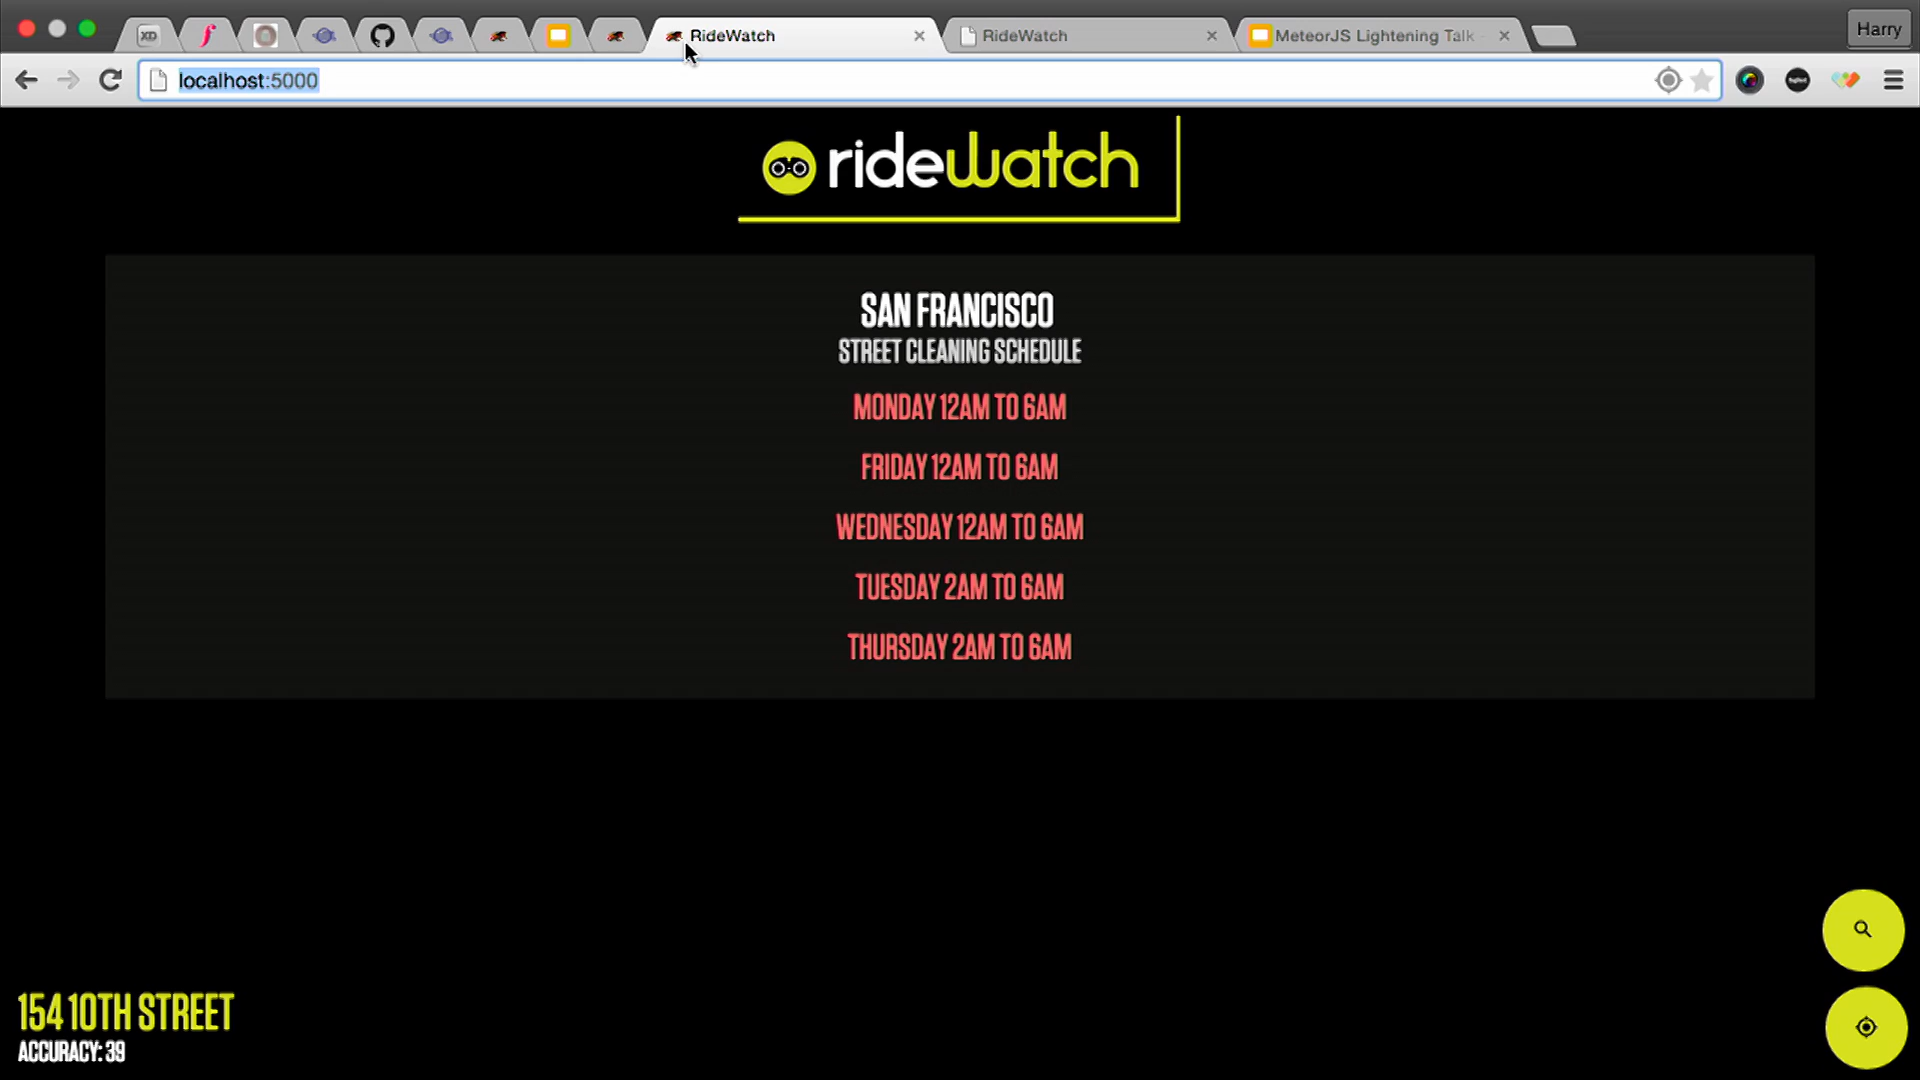 XD
RideWatch
RideWatch
MeteorJS Lightening Talk -
Harry
localhost:5000
ridewatch
SAN FRANCISCO
STREET CLEANING SCHEDULE
MONDAY 12AM TO 6AM
FRIDAY 12AM TO 6AM
WEDNESDAY 12AM TO 6AM
TUESDAY 2AM TO 6AM
THURSDAY 2AM TO 6AM
154 10TH STREET
ACCURACY: 39